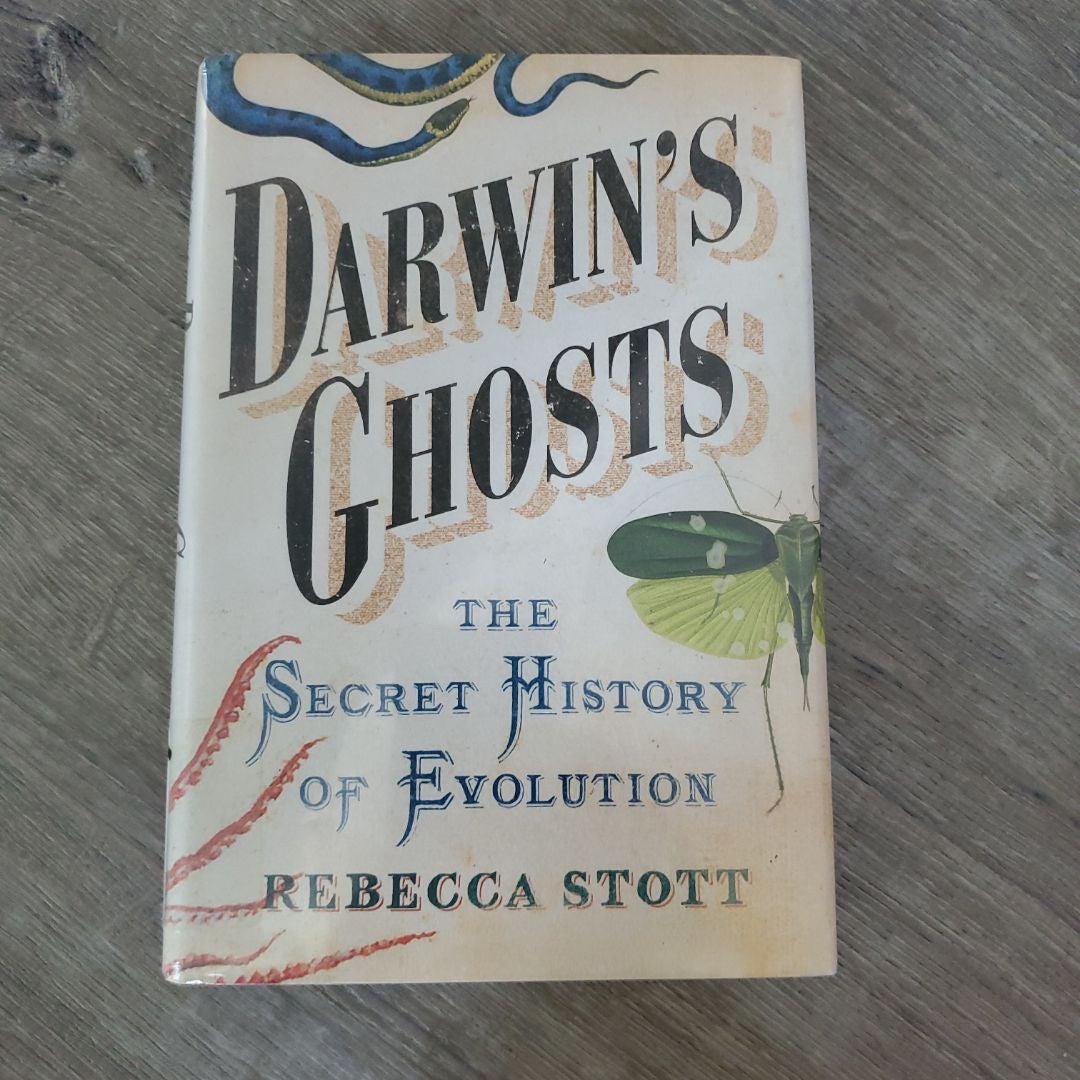 DARWIN'S
GHOSTS
THE
SECRET HISTORY
OF EVOLUTION
REBECCA STOTT